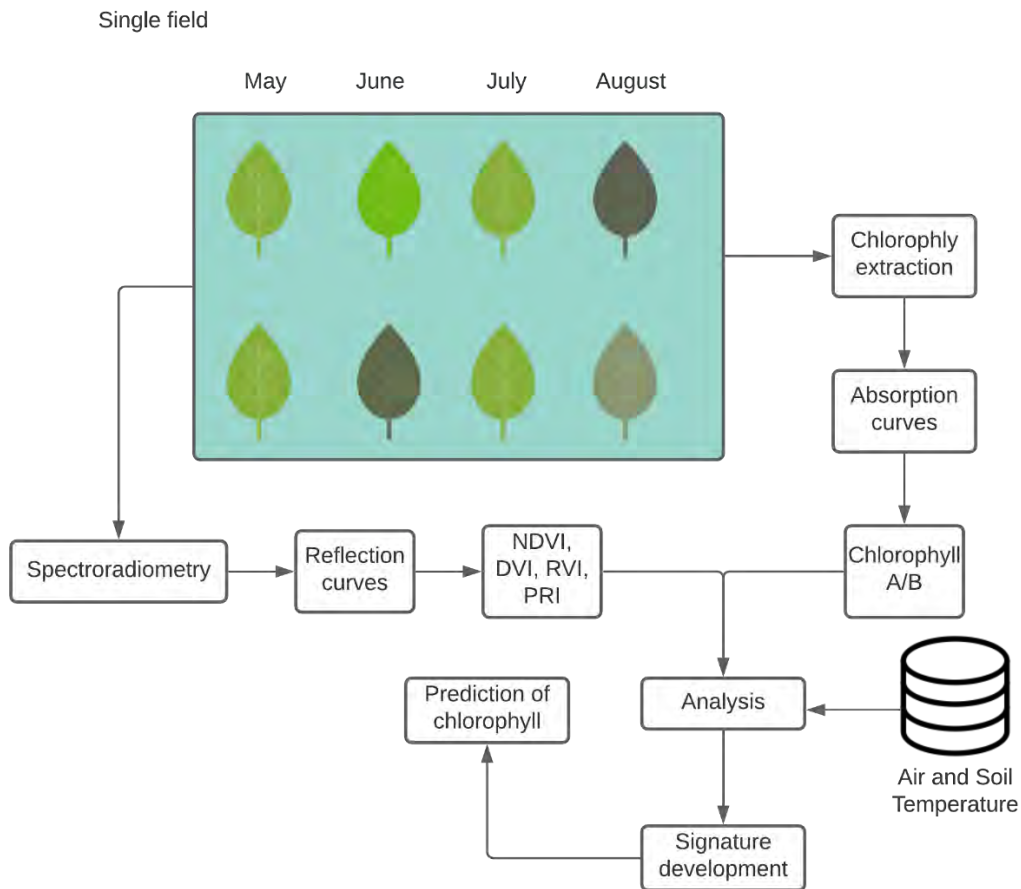 Single field
May June July August
Chlorophly
extraction
Absorption
curves
Spectroradiometry
Reflection
curves
NDVI,
DVI, RVI,
PRI
Chlorophyll
A/B
Prediction of
chlorophyll
Analysis
Air and Soil
Temperature
Signature
development